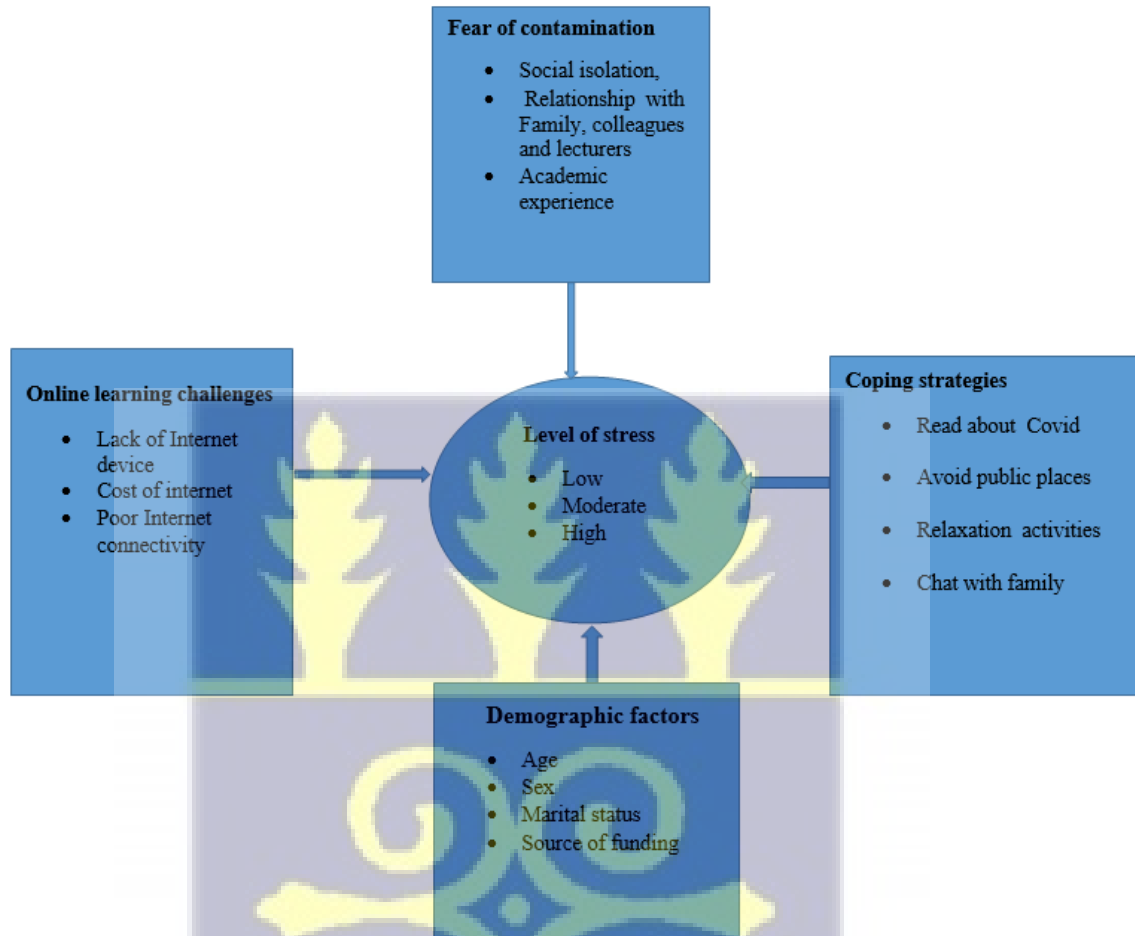 Fear of contamination
• Social isolation,
• Relationship with
Family, colleagues
and lecturers
• Academic
experience
Online learning challenges
• Lack of Internet
device
• Cost of internet
• Poor Internet
connectivity
Level of stress
• Low
• Moderate
• High
Coping strategies
• Read about Covid
• Avoid public places
• Relaxation activities
• Chat with family
Demographic factors
• Age
• Sex
• Marital status
• Source of funding